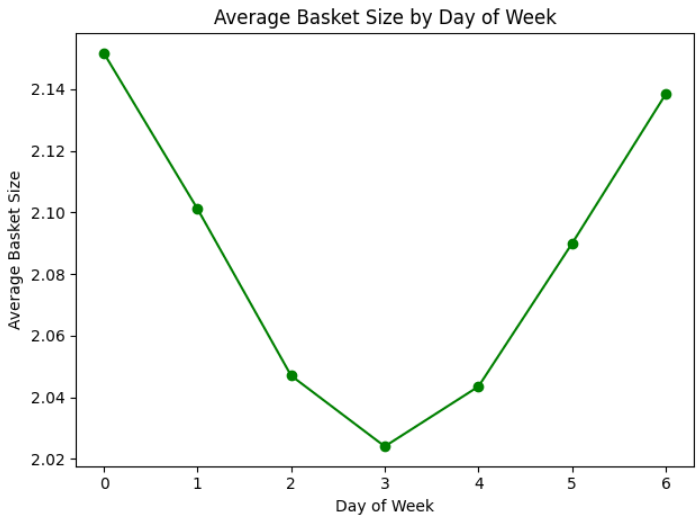 Average Basket Size by Day of Week
Average Basket Size
2.14
2.12
2.10
2.08
2.06
2.04
2.02
0 1 2 3 4 5 6
Day of Week